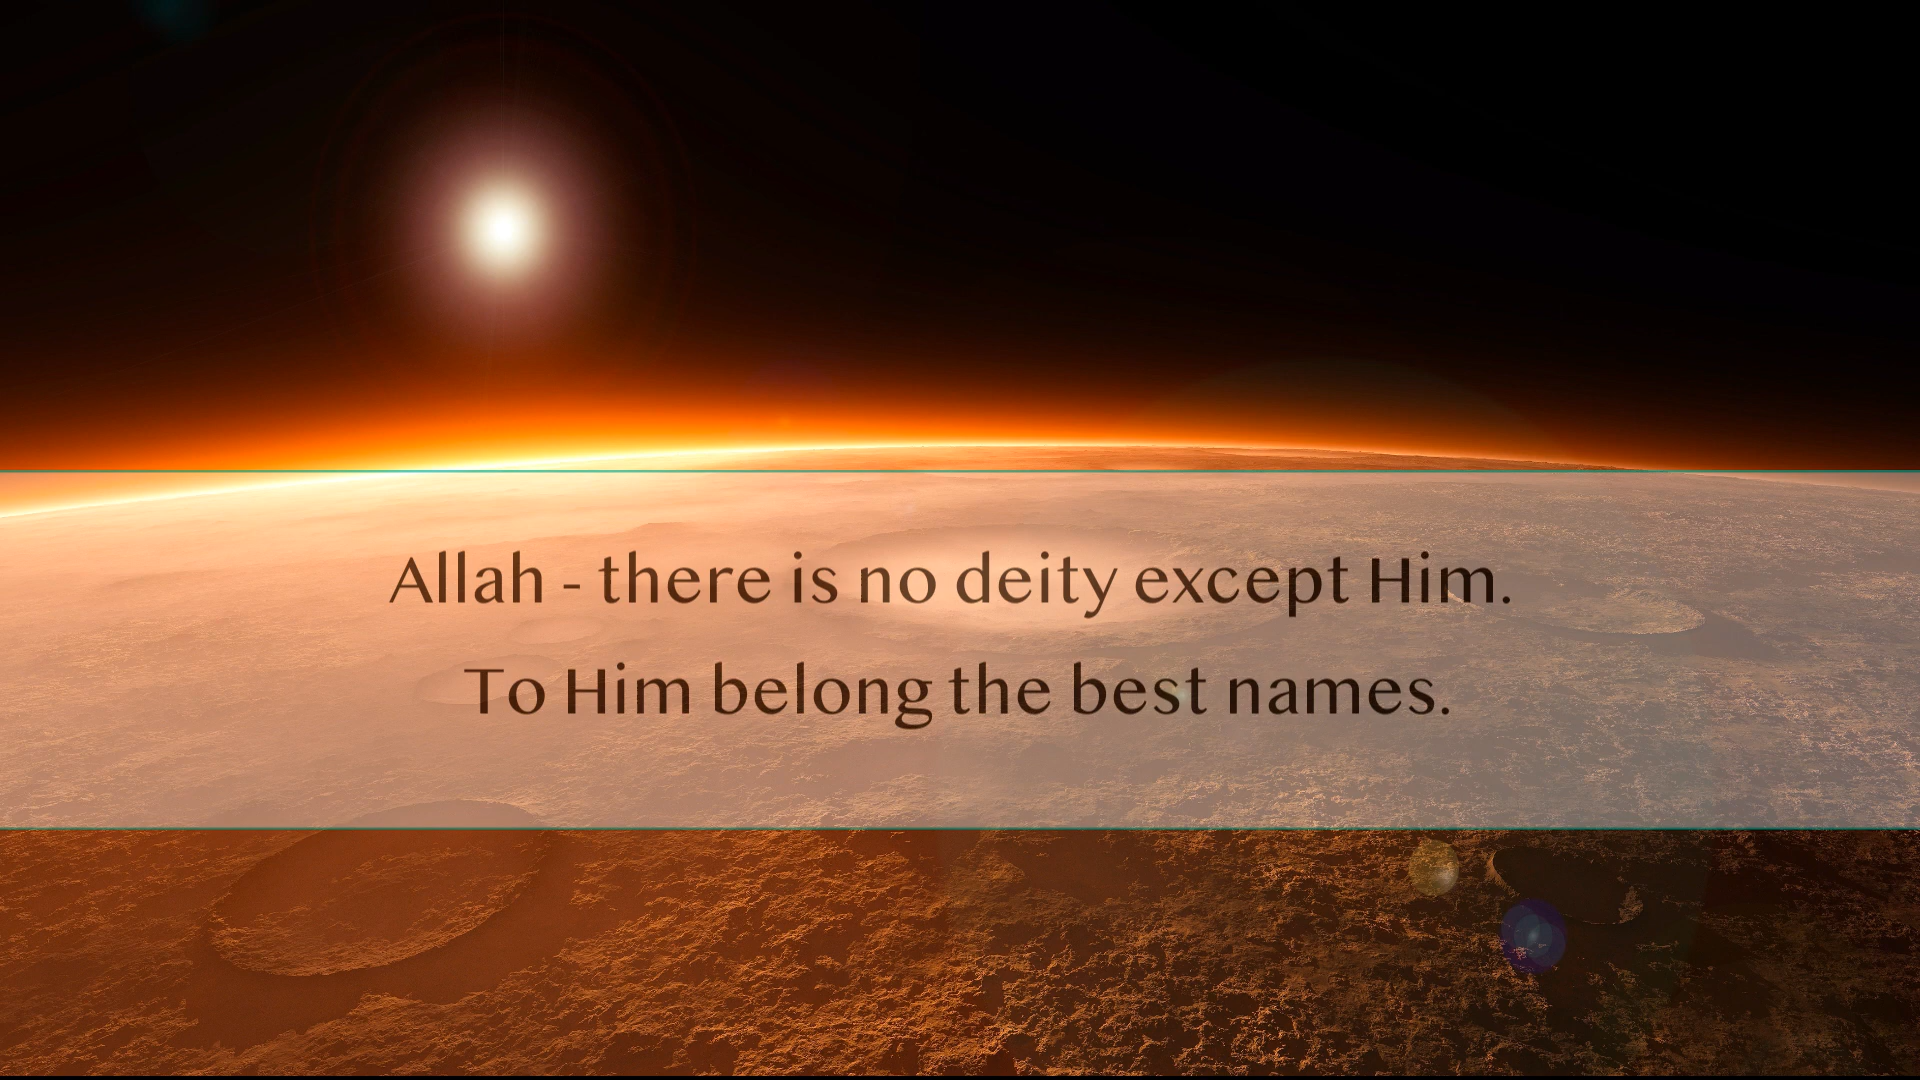 Allah - there is no deity except Him.
To Him belong the best names.